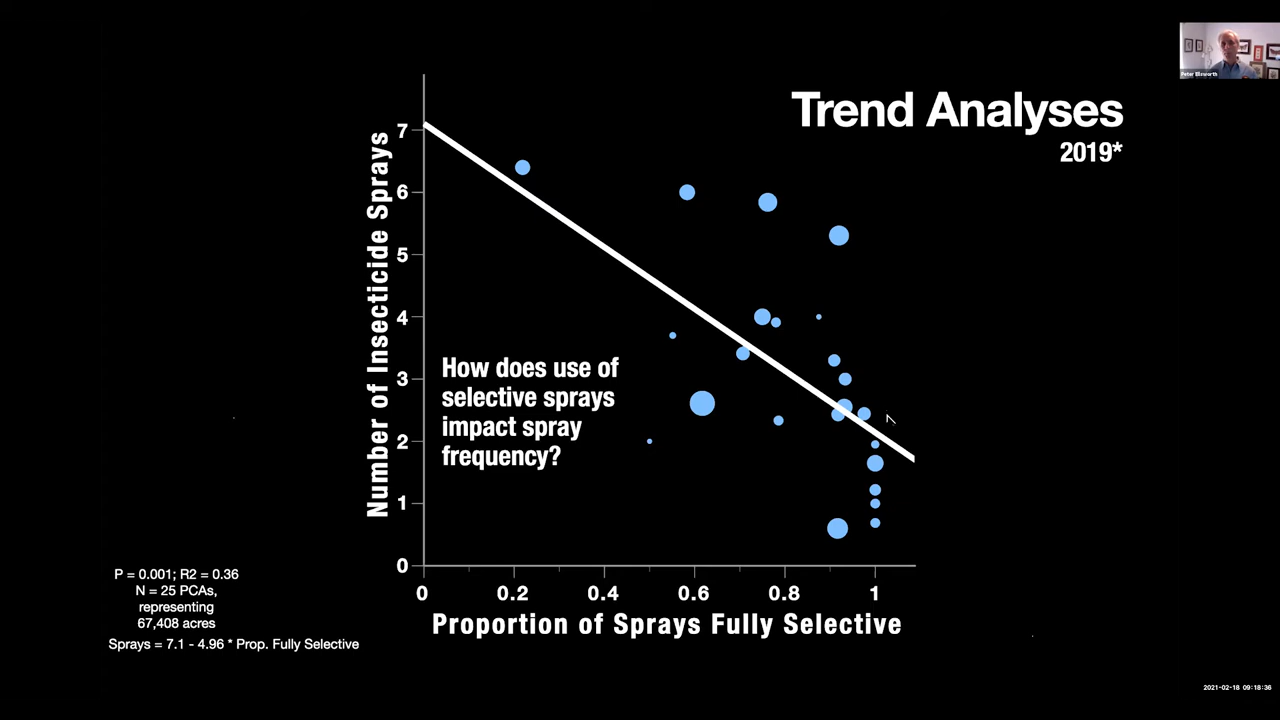 Peter Ellsworth
Trend Analyses
2019*
Number of Insecticide Sprays
7
6
5
4
3
2
1
0
How does use of
selective sprays
impact spray
frequency?
0 0.2 0.4 0.6 0.8 1
Proportion of Sprays Fully Selective
P = 0.001; R2 = 0.36
N = 25 PCAs,
representing
67,408 acres
Sprays = 7.1 - 4.96 * Prop. Fully Selective
2021-02-18 09:18:36